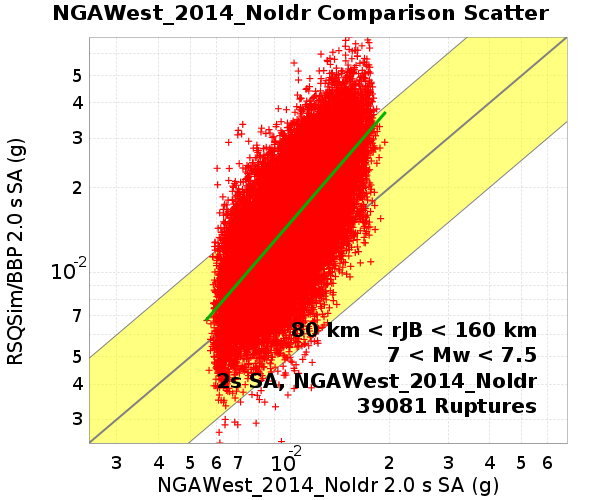 NGAWest_2014_NoIdr Comparison Scatter
RSQSim/BBP 2.0 s SA (g)
5
4
3
2
10-2
7
5
4
3
80 km < rJB < 160 km
7 < Mw < 7.5
2s SA, NGAWest_2014_NoIdr
39081 Ruptures
3 4 5 6 7 10-2 2 3 4 5 6
NGAWest_2014_NoIdr 2.0 s SA (g)